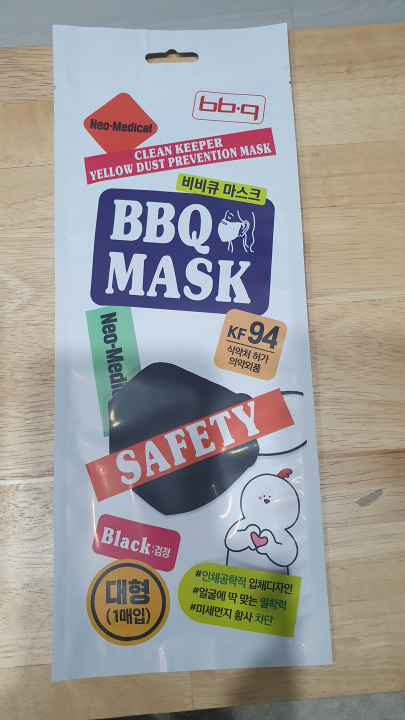 bb.q
Neo-Medical
CLEAN KEEPER
YELLOW DUST PREVENTION MASK
비비큐 마스크
BBQ
MASK
KF94
식약처 허가
의약외품
Neo-Medical
SAFETY
Black:검정
대형
(1매입)
#인체공학적 입체디자인
#얼굴에 딱 맞는 밀착력
#미세먼지 황사 차단